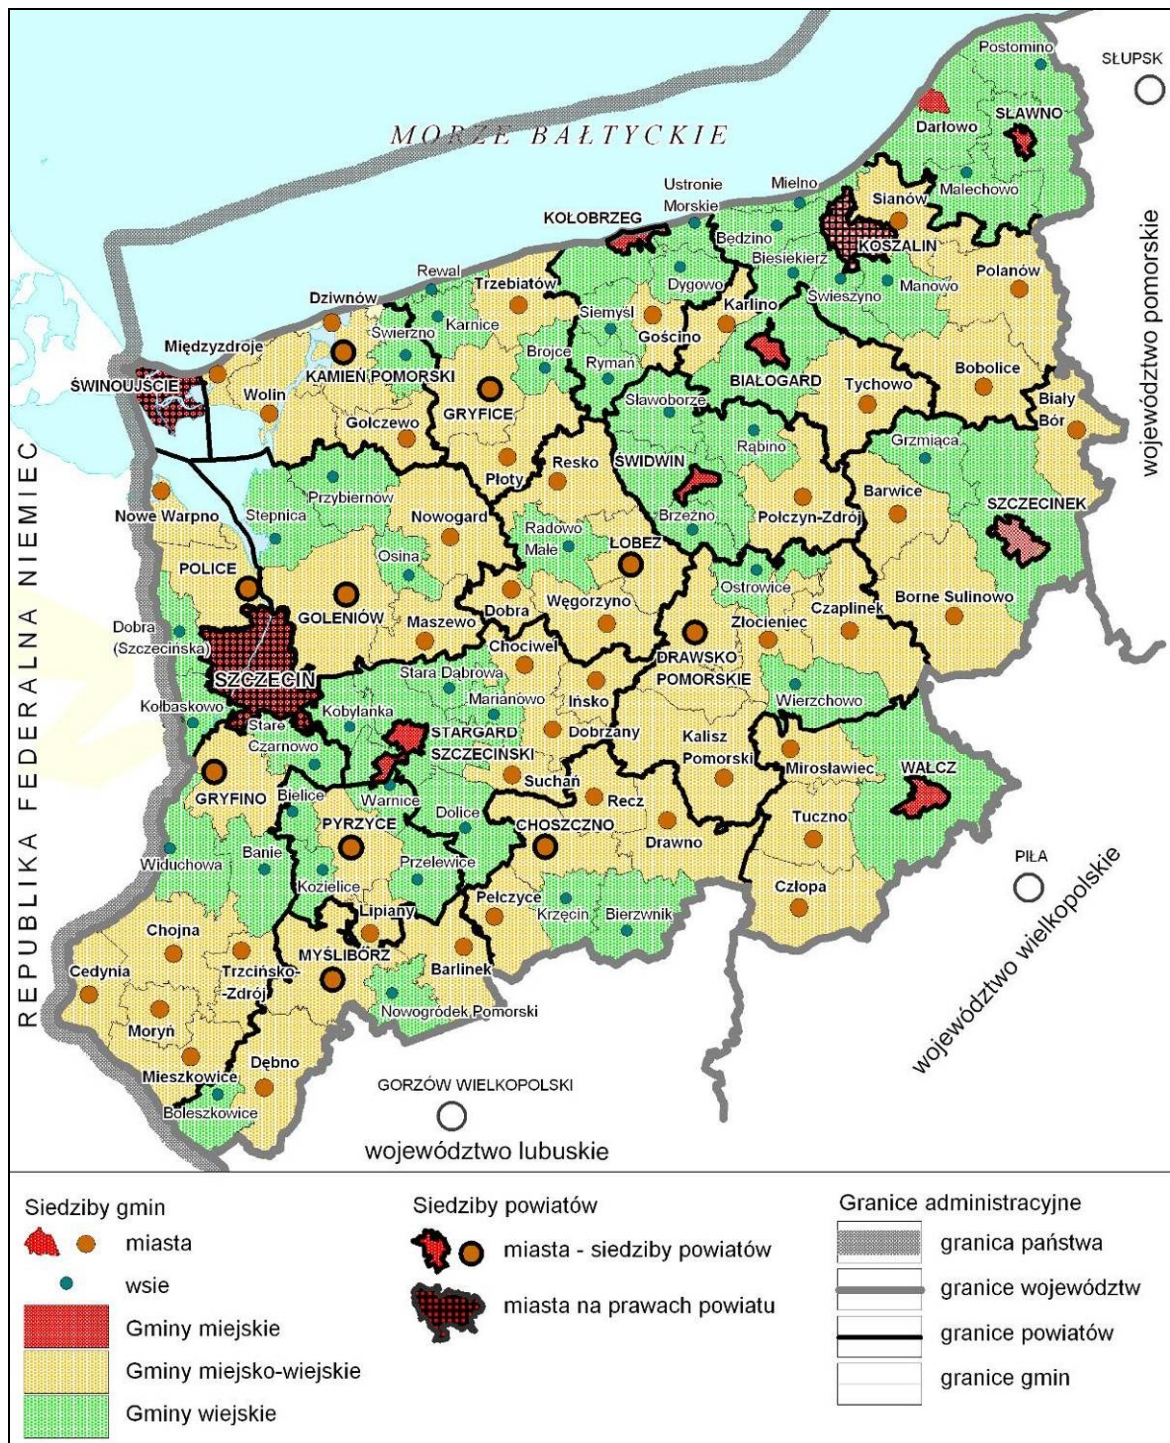 Postomino
SŁUPSK
Darłowo
SŁAWNO
MORZE BAŁTYCKIE
Malechowo
Ustronie
Morskie
Mielno
Sianów
KOŁOBRZEG
Będzino
KOSZALIN
Biesiekierz
Polanów
Rewal
Dygowo
Świeszyno
Manowo
Trzebiatów
Dziwnów
Karnice
Siemyśl
Karlino
Świerzno
Gościno
Międzyzdroje
Brojce
Rymań
Bobolice
KAMIEŃ POMORSKI
BIAŁOGARD
Tychowo
ŚWINOUJŚCIE
Biały
Bór
Wolin
GRYFICE
Sławoborze
Golczewo
Rąbino
Grzmiąca
Resko
ŚWIDWIN
Płoty
Przybiernów
Barwice
SZCZECINEK
Nowe Warpno
Stepnica
Nowogard
Radowo
Małe
Brzeżno
Połczyn-Zdrój
ŁOBEZ
Osina
POLICE
Ostrowice
GOLENIÓW
Dobra
Węgorzyno
Czaplinek
Borne Sulinowo
Maszewo
Złocieniec
Dobra
(Szczecińska)
Chociwel
DRAWSKO
POMORSKIE
SZCZECIN
Stara Dąbrowa
Marianowo
Ińsko
Wierzchowo
Kołbaskowo
Kobylanka
Stare
Czarnowo
STARGARD
SZCZECIŃSKI
Dobrzany
Kalisz
Pomorski
Mirosławiec
WAŁCZ
GRYFINO
Bielice
Warnice
Suchań
Recz
Dolice
PYRZYCE
CHOSZCZNO
Tuczno
Drawno
Widuchowa
Banie
Przelewice
PIŁA
Kozielice
Człopa
Pełczyce
Krzęcin
Bierzwnik
Lipiany
Chojna
MYŚLIBÓRZ
Barlinek
Cedynia
Trzcińsko-
-Zdrój
Moryń
Nowogródek Pomorski
Mieszkowice
Dębno
Boleszkowice
GORZÓW WIELKOPOLSKI
województwo lubuskie
województwo wielkopolskie
województwo pomorskie
REPUBLIKA FEDERALNA NIEMIEC
Siedziby gmin
miasta
wsie
Gminy miejskie
Gminy miejsko-wiejskie
Gminy wiejskie
Siedziby powiatów
miasta - siedziby powiatów
miasta na prawach powiatu
Granice administracyjne
granica państwa
granice województw
granice powiatów
granice gmin